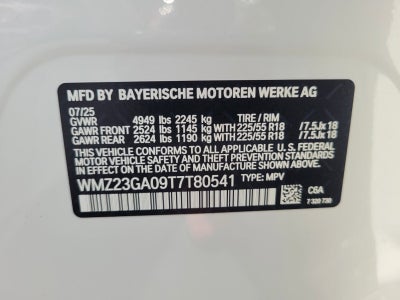 MFD BY BAYERISCHE MOTOREN WERKE AG
07/25
GVWR 4949 lbs 2245 kg TIRE / RIM
GAWR FRONT 2524 lbs 1145 kg WITH 225/55 R18 /7.5Jx18
GAWR REAR 2624 lbs 1190 kg WITH 225/55 R18 /7.5Jx18
THIS VEHICLE CONFORMS TO ALL APPLICABLE U.S. FEDERAL
MOTOR VEHICLE SAFETY, BUMPER, AND THEFT PREVENTION
STANDARDS IN EFFECT ON THE DATE OF MANUFACTURE SHOWN ABOVE.
WMZ23GA09T7T80541 TYPE: MPV
C6A
7 320 730